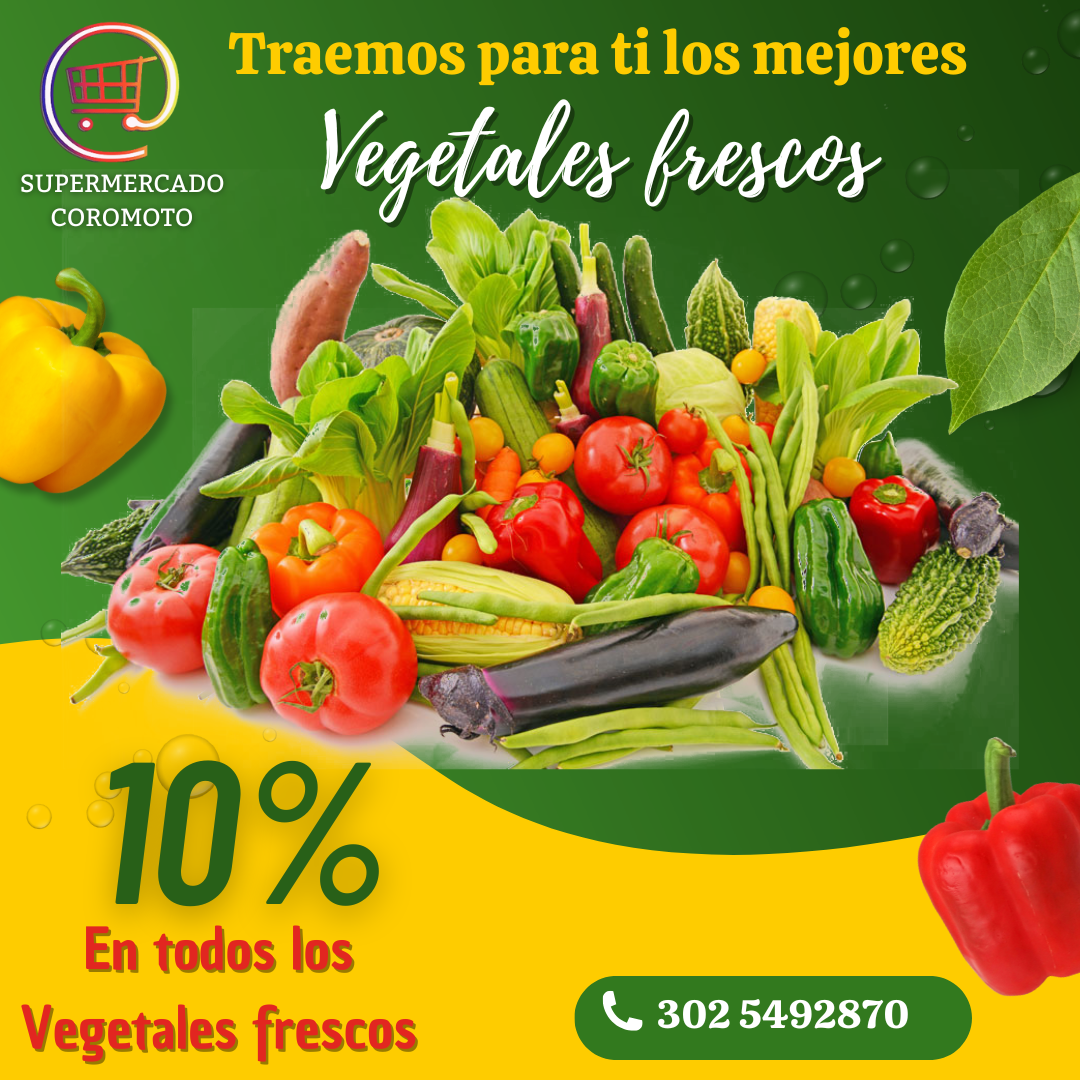 Traemos para ti los mejores
Vegetales frescos
SUPERMERCADO
COROMOTO
10%
En todos los
Vegetales frescos
302 5492870